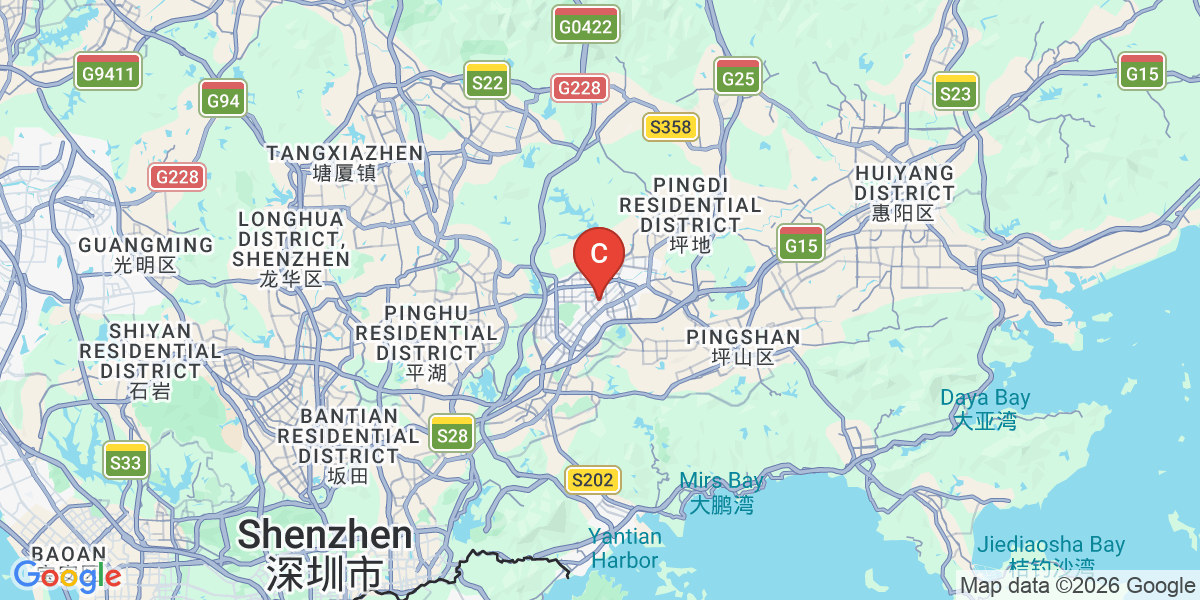 G0422
G9411
S22
G228
G25
G15
G94
S23
S358
TANGXIAZHEN
塘厦镇
G228
PINGDI
RESIDENTIAL
DISTRICT
坪地
HUIYANG
DISTRICT
惠阳区
LONGHUA
DISTRICT,
SHENZHEN
龙华区
GUANGMING
光明区
C
G15
PINGHU
RESIDENTIAL
DISTRICT
平湖
SHIYAN
RESIDENTIAL
DISTRICT
石岩
PINGSHAN
坪山区
Daya Bay
大亚湾
BANTIAN
RESIDENTIAL
DISTRICT
坂田
S28
S33
S202
Mirs Bay
大鹏湾
Shenzhen
深圳市
Yantian
Harbor
BAOAN
Jiediaosha Bay
桔钓沙湾
Google
Map data ©2026 Google